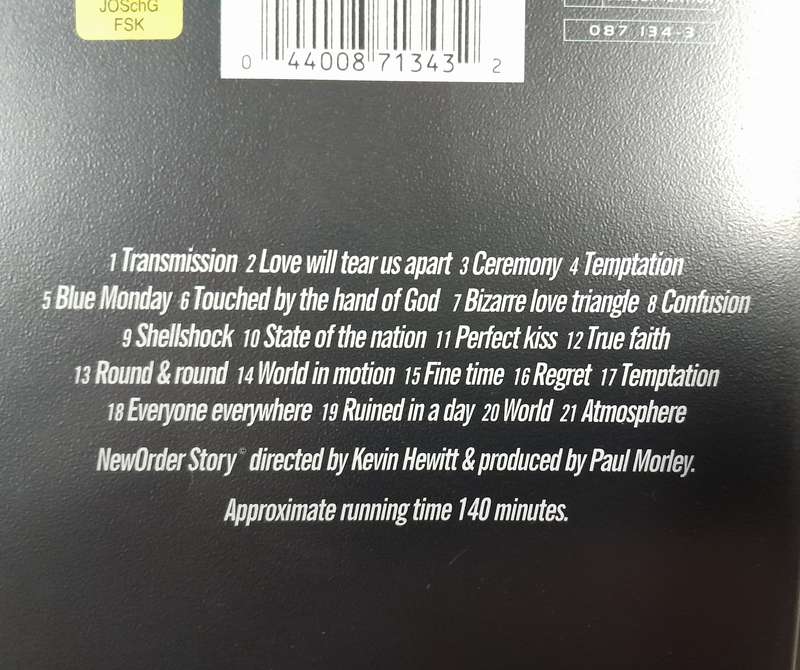 JOSchG
FSK
0 44008 71343 2
087 134-3
1 Transmission 2 Love will tear us apart 3 Ceremony 4 Temptation
5 Blue Monday 6 Touched by the hand of God 7 Bizarre love triangle 8 Confusion
9 Shellshock 10 State of the nation 11 Perfect kiss 12 True faith
13 Round & round 14 World in motion 15 Fine time 16 Regret 17 Temptation
18 Everyone everywhere 19 Ruined in a day 20 World 21 Atmosphere
NewOrder Story© directed by Kevin Hewitt & produced by Paul Morley.
Approximate running time 140 minutes.